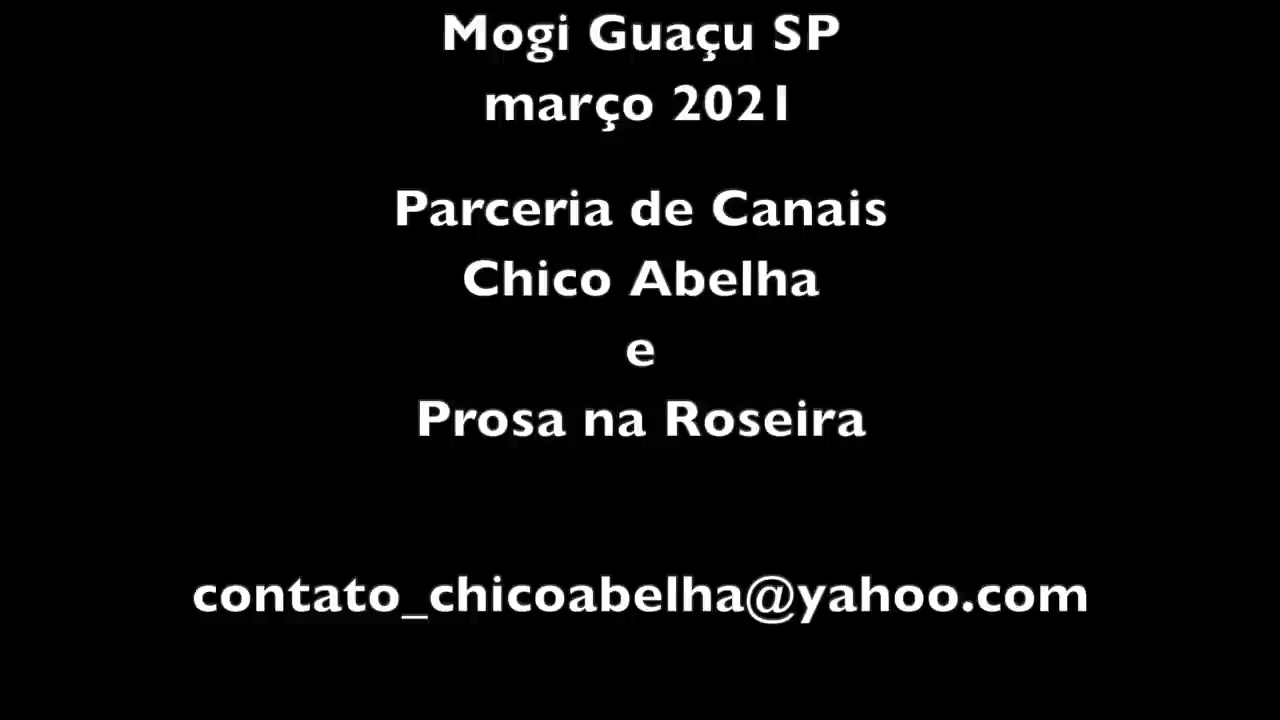 Mogi Guaçu SP
março 2021
Parceria de Canais
Chico Abelha
e
Prosa na Roseira
contato_chicoabelha@yahoo.com